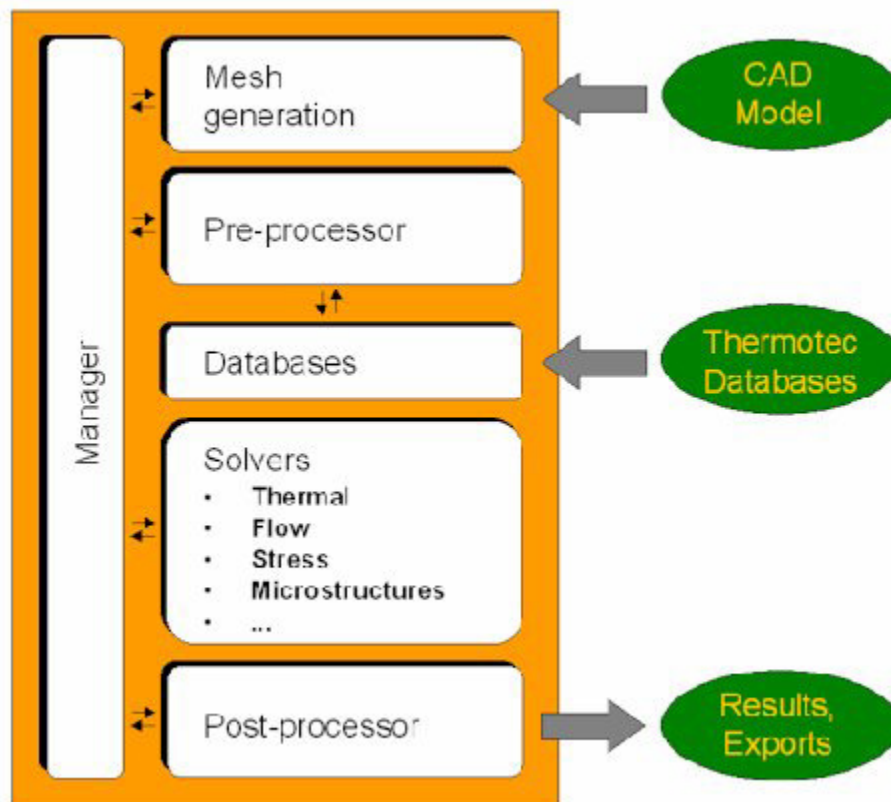 Manager
Mesh
generation
CAD
Model
Pre-processor
Databases
Thermotec
Databases
Solvers
• Thermal
• Flow
• Stress
• Microstructures
• ...
Post-processor
Results,
Exports